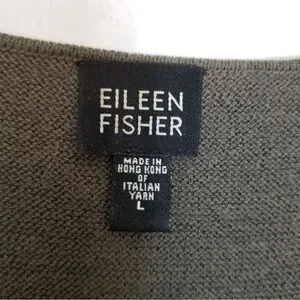 EILEEN
FISHER
MADE IN
HONG KONG
OF
ITALIAN
YARN
L